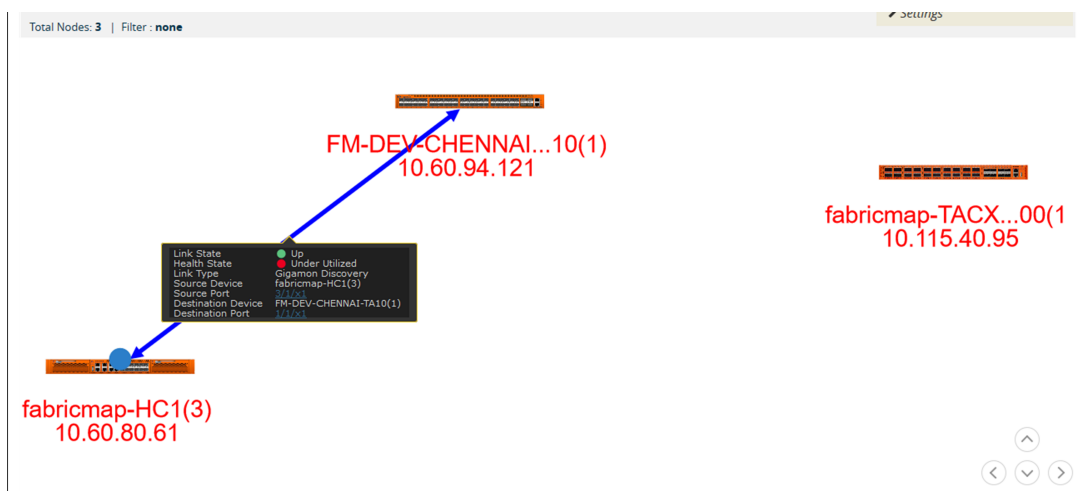 Settings
Total Nodes: 3 | Filter : none
FM-DEV-CHENNAI...10(1)
10.60.94.121
fabricmap-TACX...00(1
10.115.40.95
Link State Up
Health State Under Utilized
Link Type Gigamon Discovery
Source Device fabricmap-HC1(3)
Source Port 3/1/x1
Destination Device FM-DEV-CHENNAI-TA10(1)
Destination Port 1/1/x1
fabricmap-HC1(3)
10.60.80.61